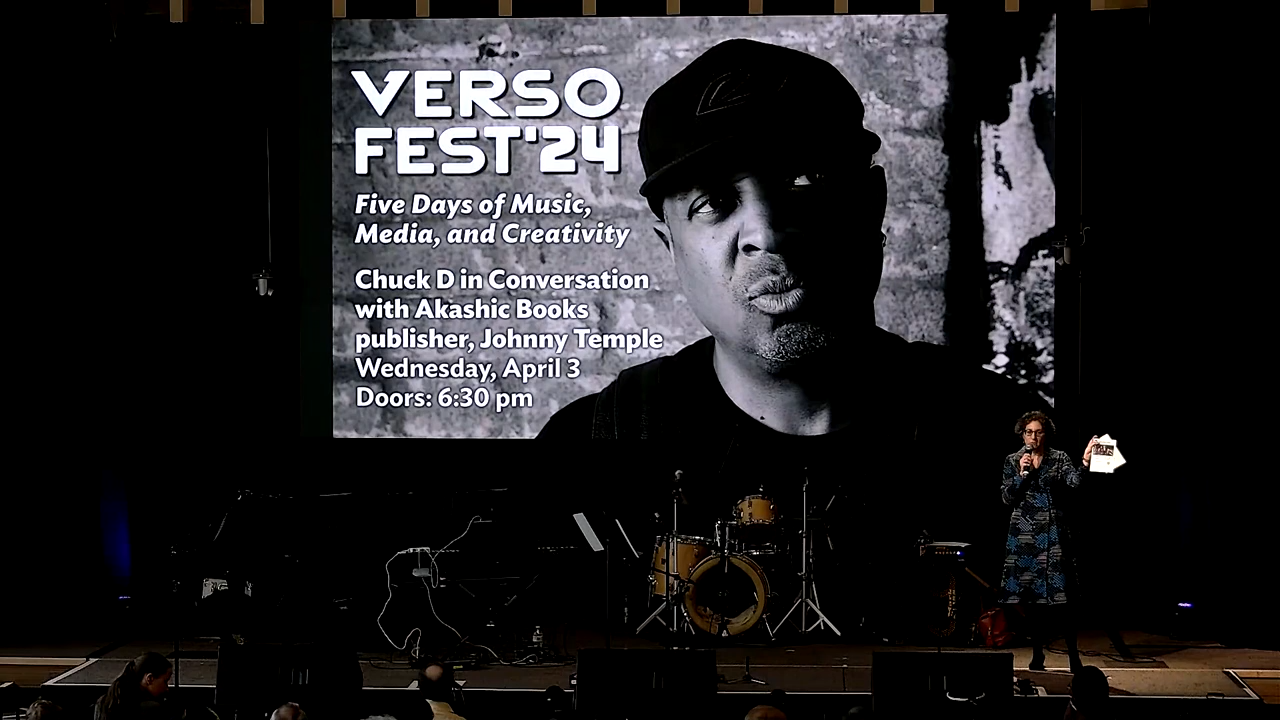 VERSO
FEST'24
Five Days of Music,
Media, and Creativity
Chuck D in Conversation
with Akashic Books
publisher, Johnny Temple
Wednesday, April 3
Doors: 6:30 pm